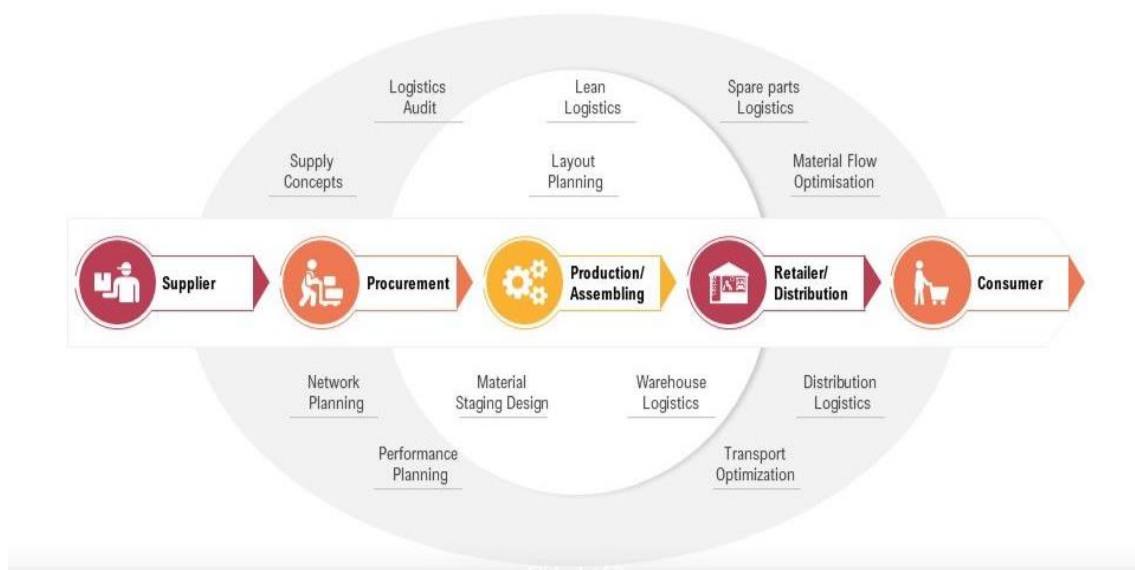 Logistics
Audit
Lean
Logistics
Spare parts
Logistics
Supply
Concepts
Layout
Planning
Material Flow
Optimisation
Supplier
Procurement
Production/
Assembling
Retailer/
Distribution
Consumer
Network
Planning
Material
Staging Design
Warehouse
Logistics
Distribution
Logistics
Performance
Planning
Transport
Optimization